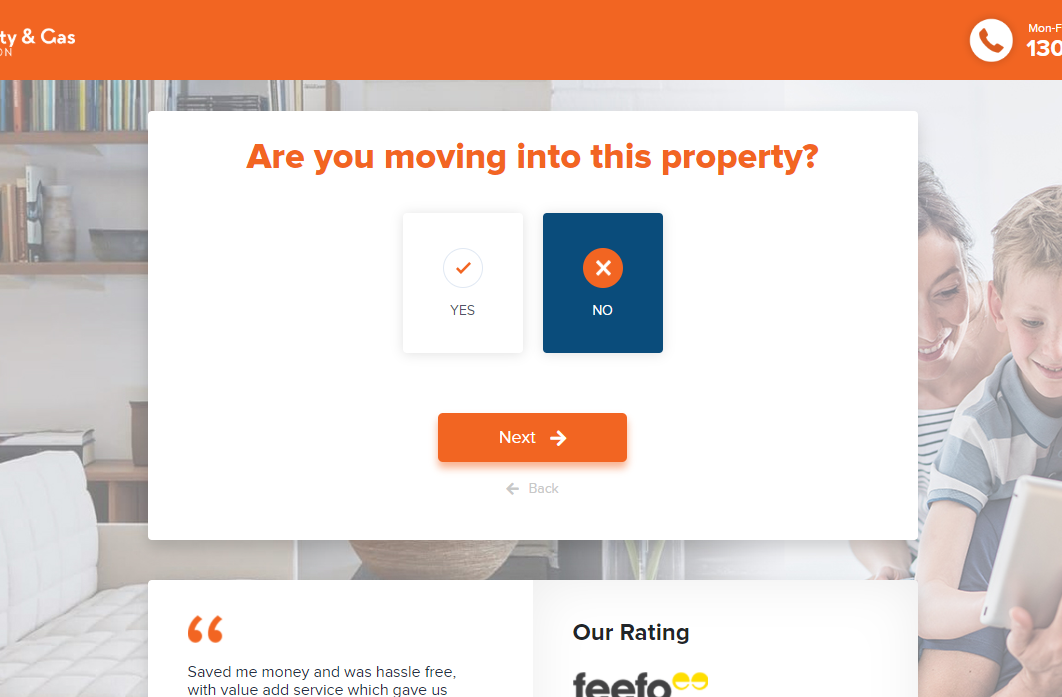 ty & Gas
ON
Mon-F
130
Are you moving into this property?
YES
NO
Next
Back
Saved me money and was hassle free,
with value add service which gave us
Our Rating
feefo